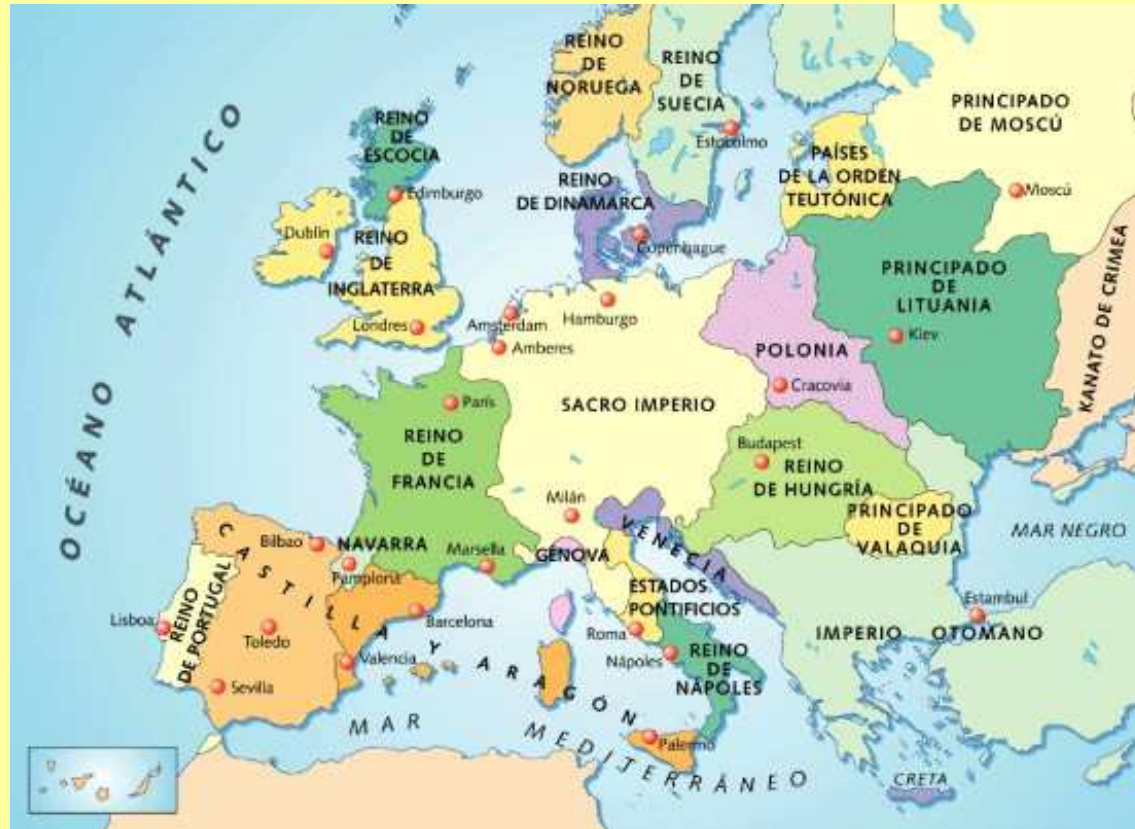 OCÉANO ATLÁNTICO
REINO
DE
NORUEGA
REINO
DE
SUECIA
Estocolmo
PRINCIPADO
DE MOSCÚ
Moscú
REINO
DE
ESCOCIA
Edimburgo
PAÍSES
DE LA ORDEN
TEUTÓNICA
REINO
DE DINAMARCA
Copenhague
Dublín
REINO
DE
INGLATERRA
Londres
PRINCIPADO
DE
LITUANIA
Kiev
KANATO DE CRIMEA
Amsterdam
Hamburgo
Amberes
POLONIA
Cracovia
SACRO IMPERIO
París
REINO
DE
FRANCIA
Budapest
REINO
DE HUNGRÍA
PRINCIPADO
DE
VALAQUIA
MAR NEGRO
Milán
VENECIA
GÉNOVA
Marsella
Bilbao
NAVARRA
Pamplona
CASTILLA Y ARAGÓN
REINO
DE PORTUGAL
Lisboa
Toledo
Barcelona
Valencia
Sevilla
ESTADOS
PONTIFICIOS
Roma
Nápoles
REINO
DE
NÁPOLES
Palermo
Estambul
IMPERIO OTOMANO
MAR MEDITERRÁNEO
CRETA